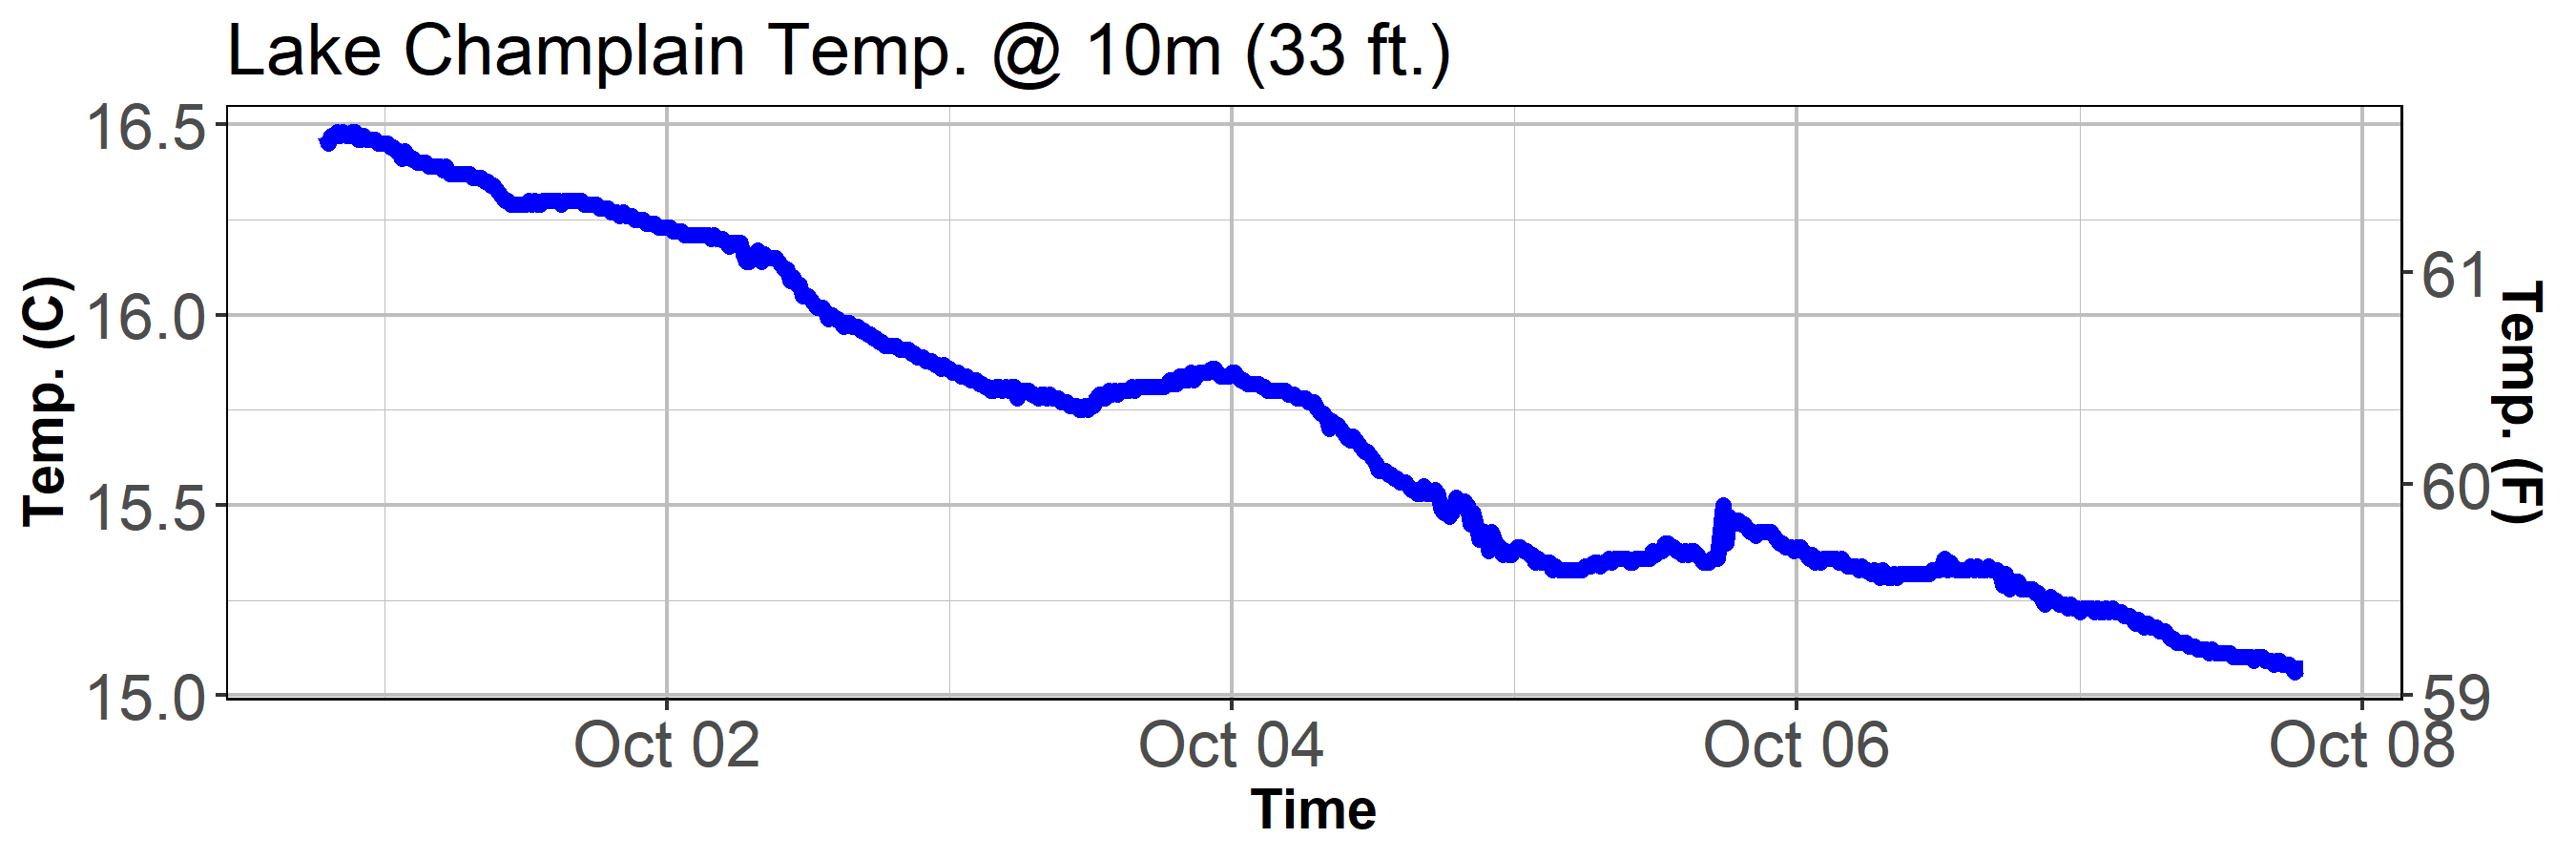 Lake Champlain Temp. @ 10m (33 ft.)
Temp. (C)
16.5
16.0
15.5
15.0
61
60
59
Temp. (F)
Oct 02 Oct 04 Oct 06 Oct 08
Time